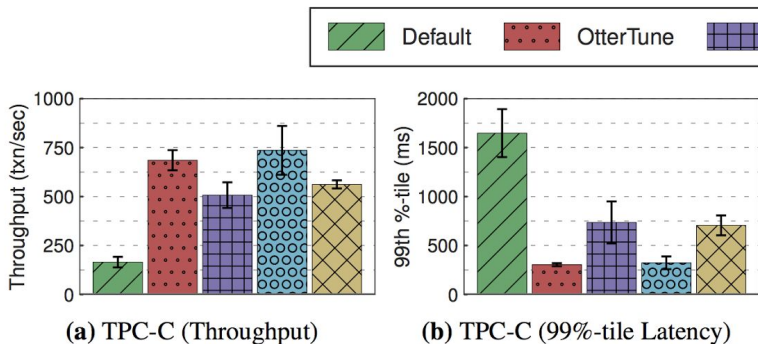 Default OtterTune
1000
750
500
250
0
Throughput (txn/sec)
2000
1500
1000
500
0
99th %-tile (ms)
(a) TPC-C (Throughput)
(b) TPC-C (99%-tile Latency)